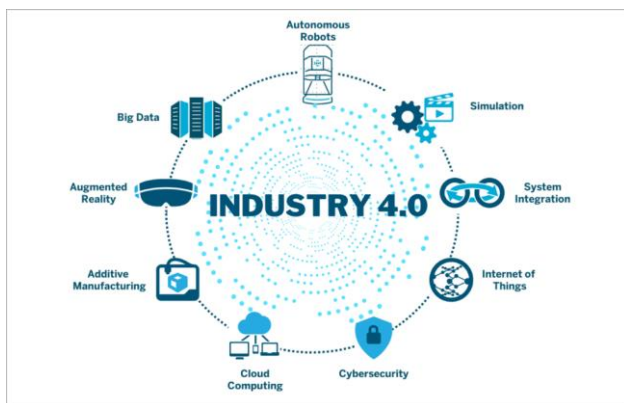 Autonomous
Robots
Simulation
System
Integration
Internet of
Things
Cybersecurity
Cloud
Computing
Additive
Manufacturing
Augmented
Reality
Big Data
INDUSTRY 4.0